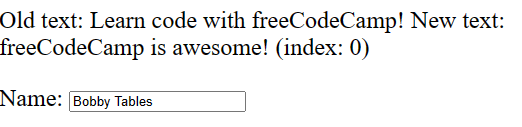 Old text: Learn code with freeCodeCamp! New text:
freeCodeCamp is awesome! (index: 0)
Name: Bobby Tables